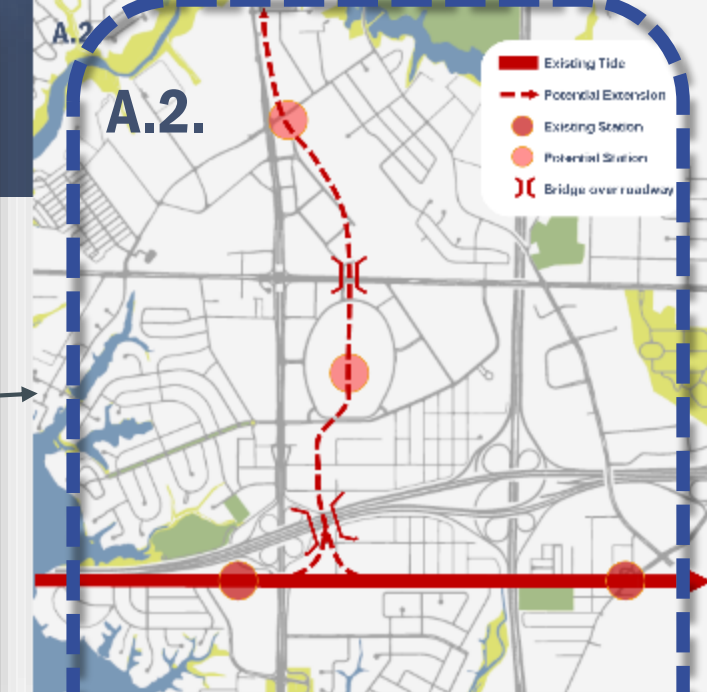 A.2
A.2.
Existing Tide
Potential Extension
Existing Station
Potential Station
Bridge over roadway